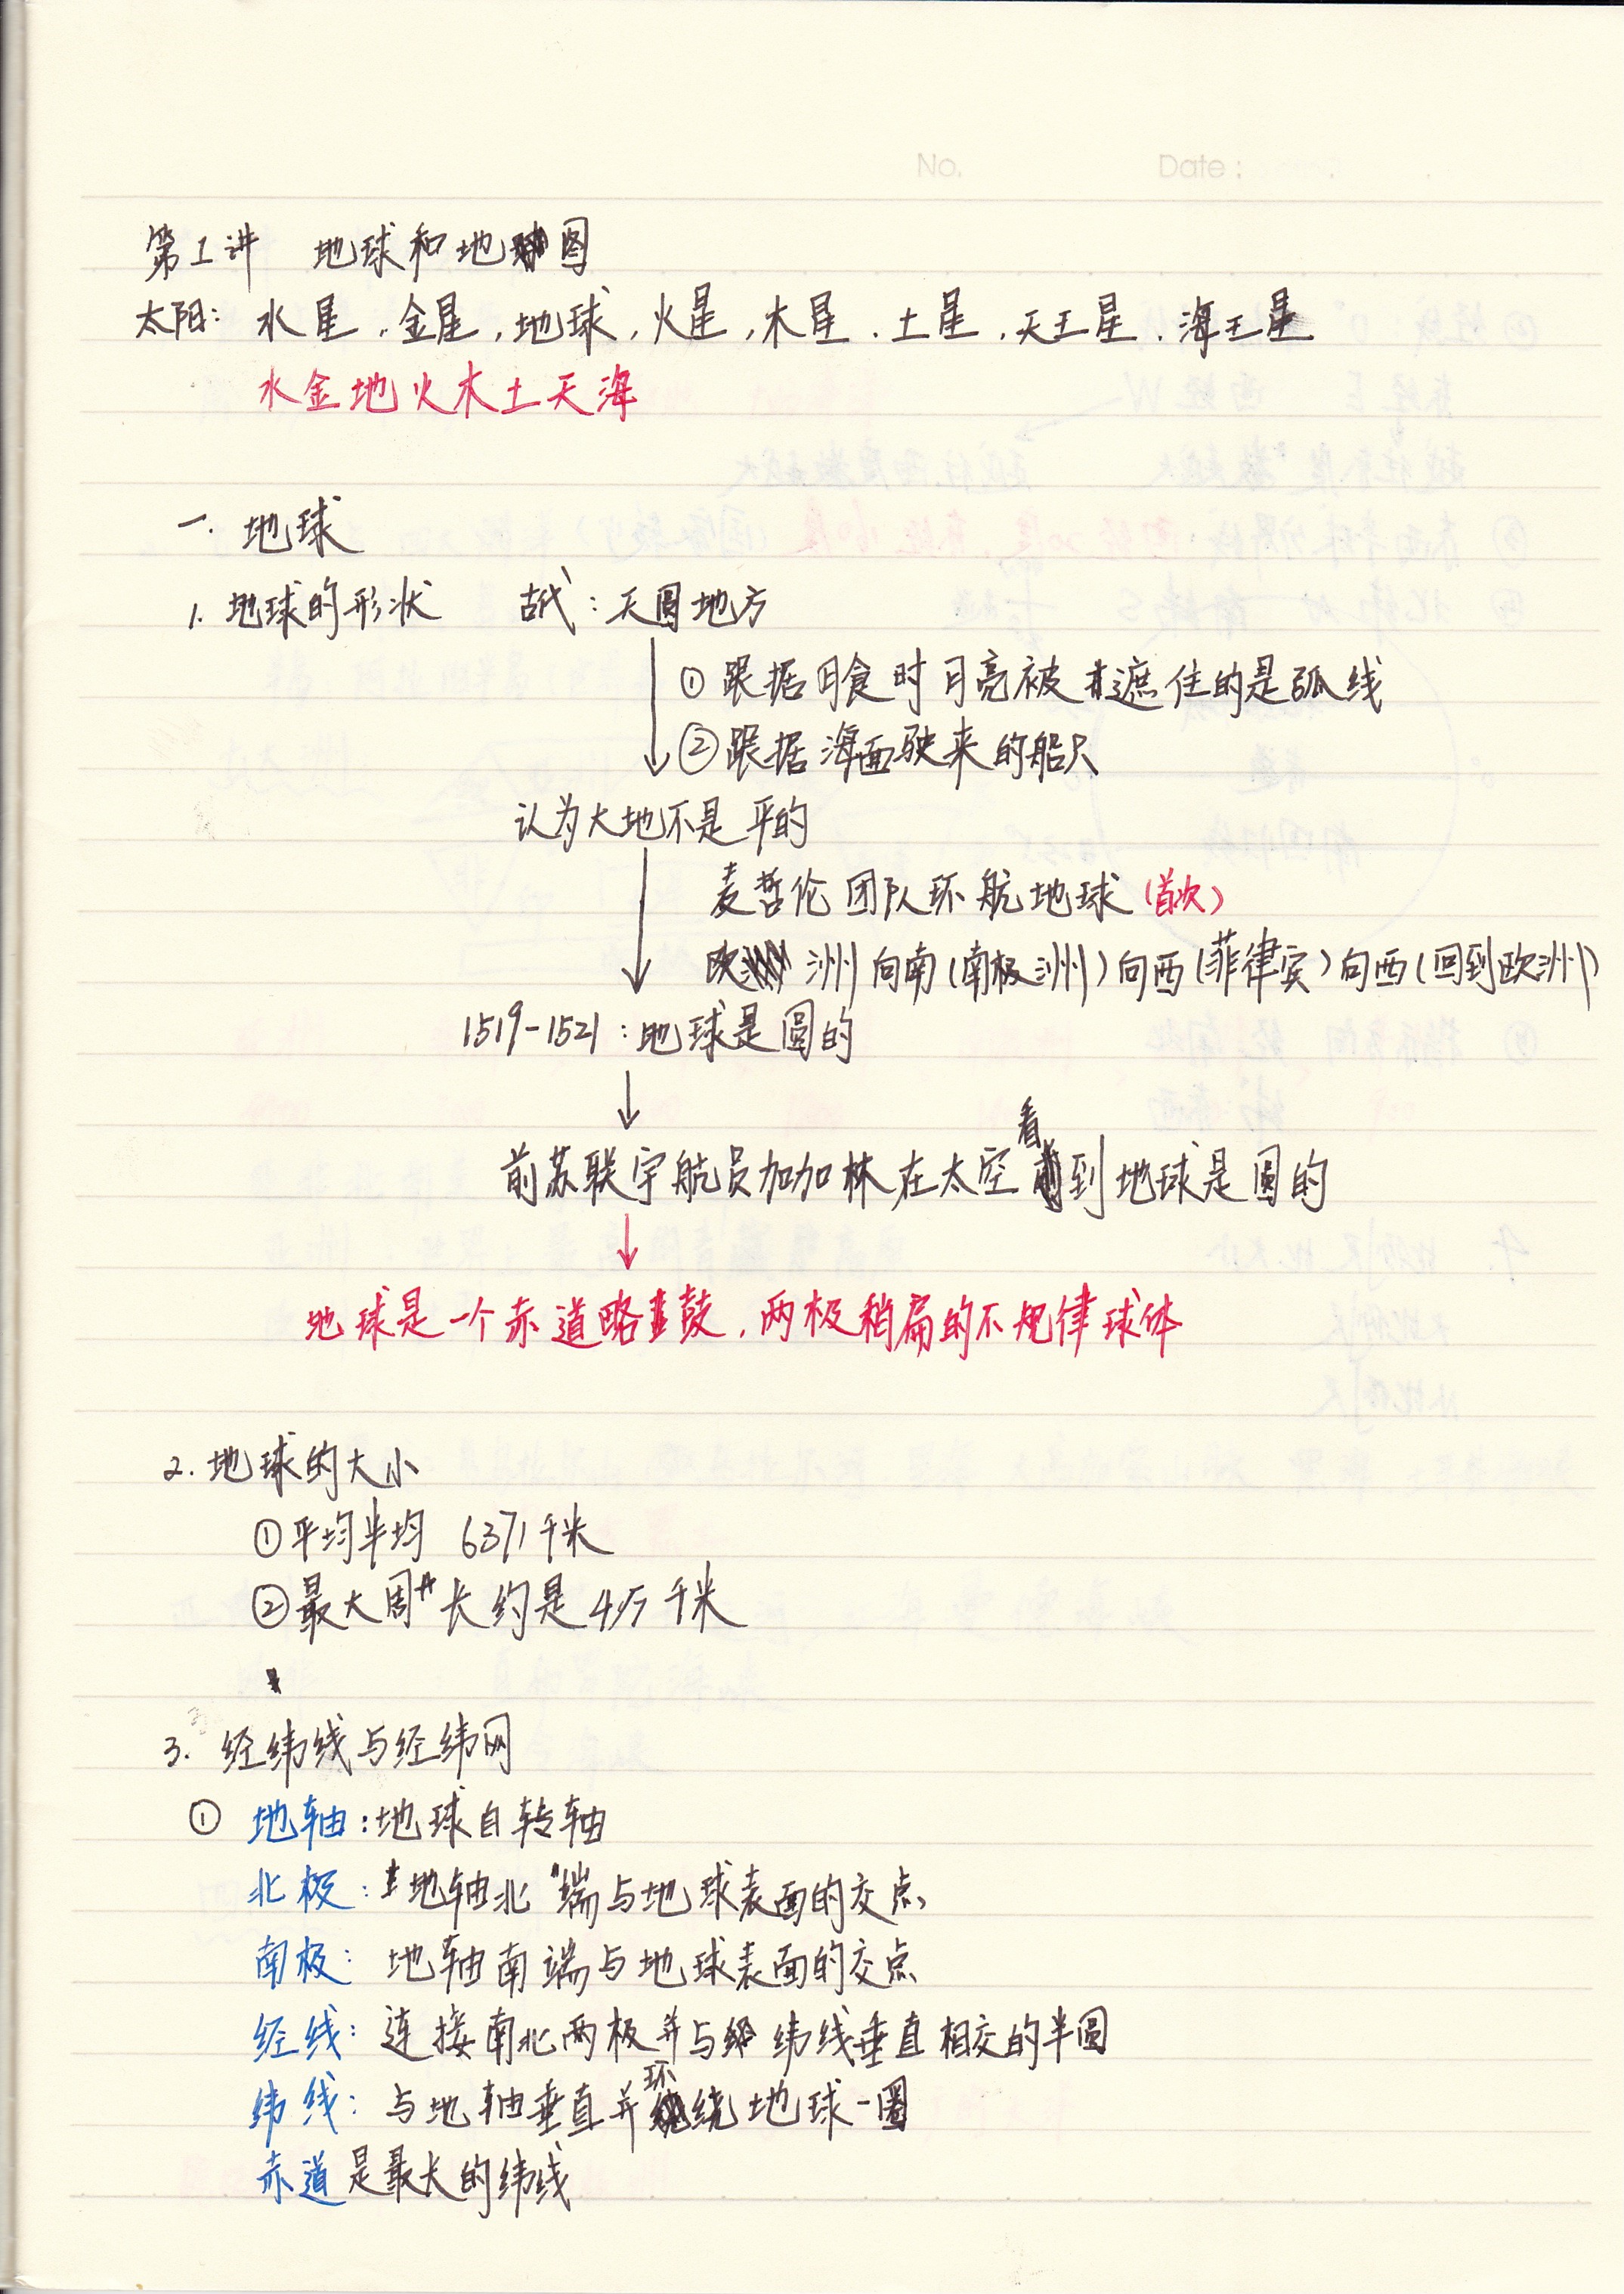 No. Date:
第1讲 地球和地图
太阳: 水星,金星,地球,火星,木星.土星.天王星.海王星
水金地火木土天海
一. 地球
1. 地球的形状 古代:天圆地方
①跟据月食时月亮被遮住的是弧线
②跟据海面驶来的船只
认为大地不是平的
麦哲伦团队环航地球(首次)
欧洲向南(南极洲)向西(菲律宾)向西(回到欧洲)
1519-1521:地球是圆的
前苏联宇航员加加林在太空看到地球是圆的
地球是一个赤道略鼓,两极稍扁的不规律球体
2. 地球的大小
①平均半均 6371千米
②最大周长约是4万千米
3. 经纬线与经纬网
① 地轴:地球自转轴
北极:地轴北端与地球表面的交点
南极:地轴南端与地球表面的交点
经线:连接南北两极并与纬线垂直相交的半圆
纬线:与地轴垂直并环绕地球一圈
赤道是最长的纬线